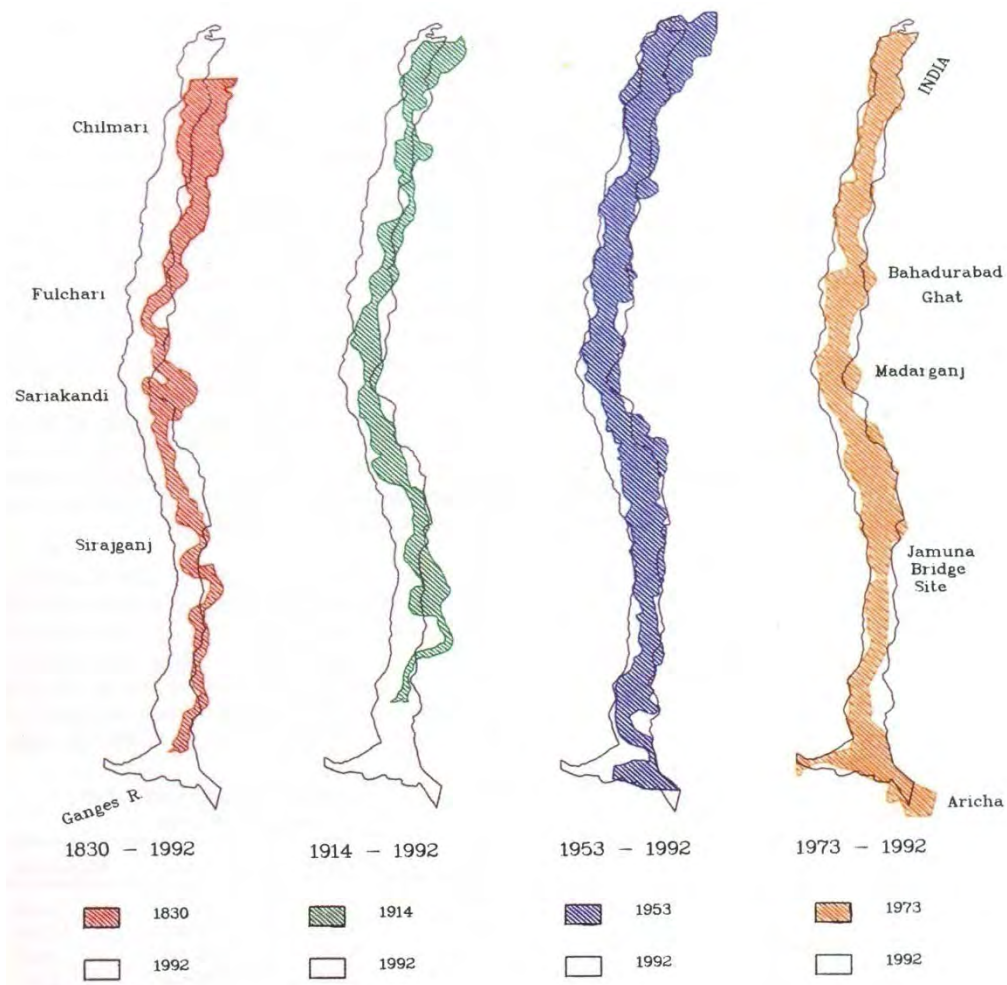 INDIA
Chilmari
Fulchari
Bahadurabad
Ghat
Sariakandi
Madarganj
Sirajganj
Jamuna
Bridge
Site
Ganges R.
Aricha
1830 – 1992
1914 – 1992
1953 – 1992
1973 – 1992
1830
1914
1953
1973
1992
1992
1992
1992